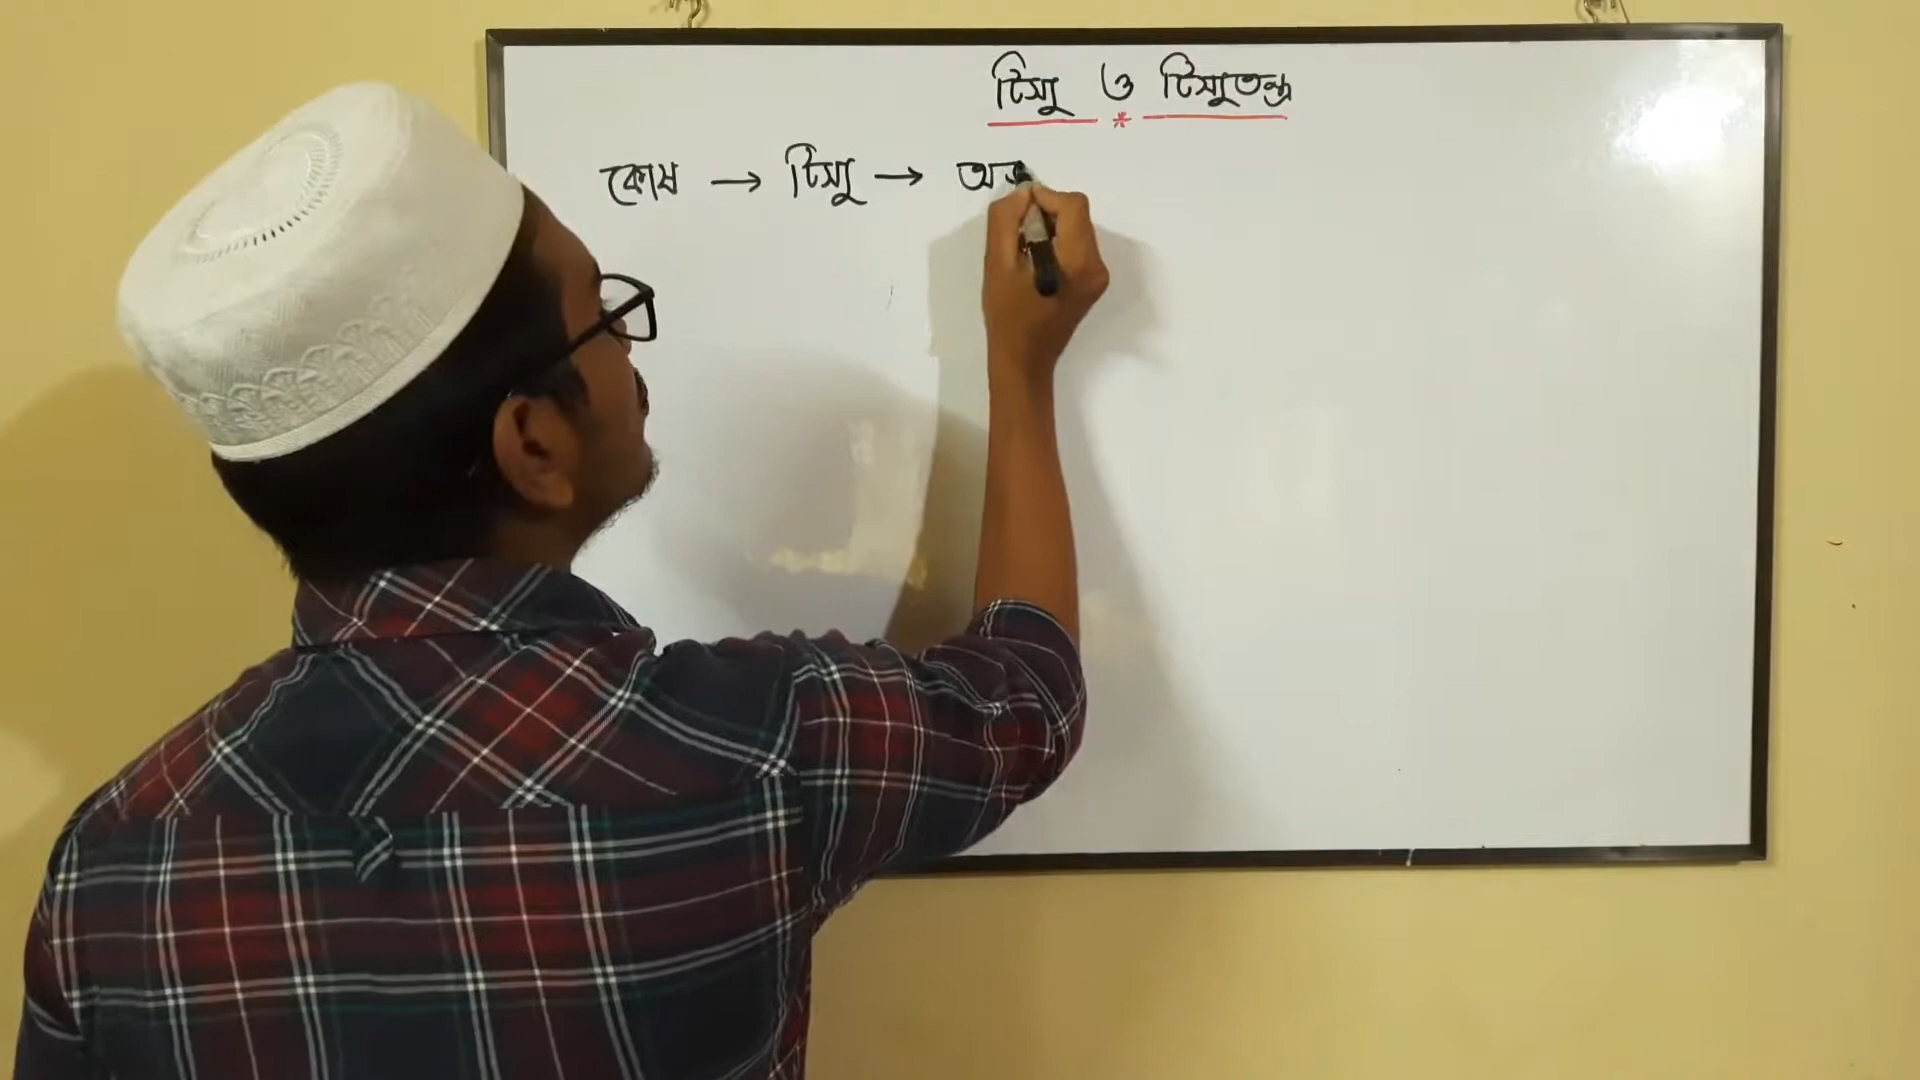 টিস্যু ও টিস্যুতন্ত্র
*
কোষ → টিস্যু →